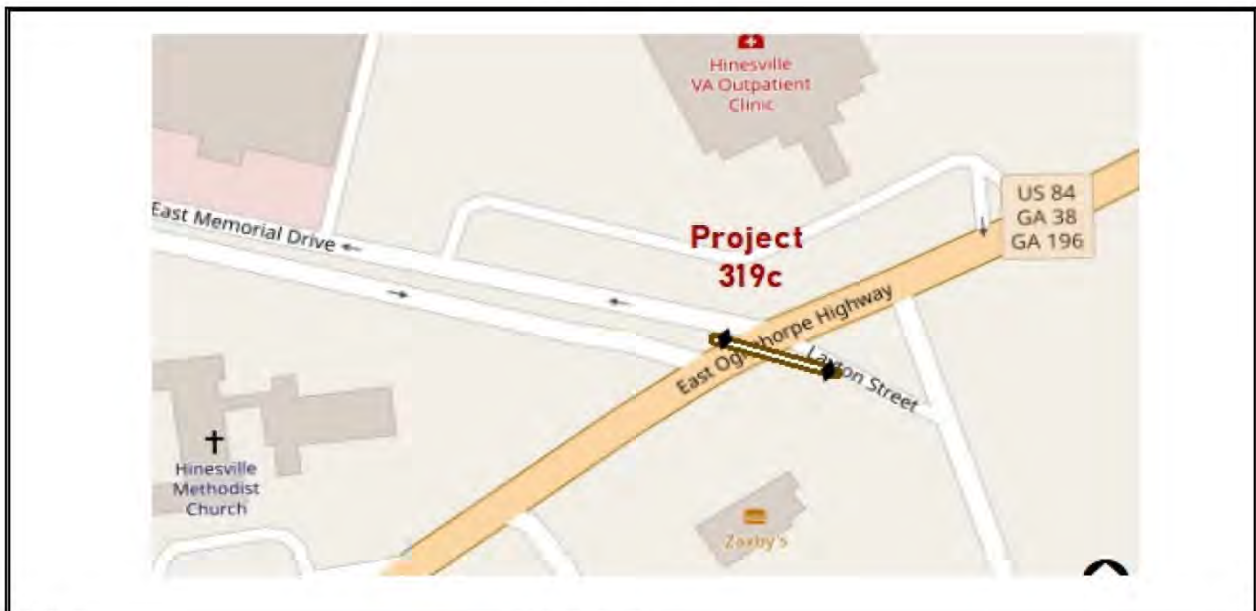 Hinesville
VA Outpatient
Clinic
US 84
GA 38
GA 196
East Memorial Drive
Project
319c
East Oglethorpe Highway
Layton Street
Hinesville
Methodist
Church
Zaxby's